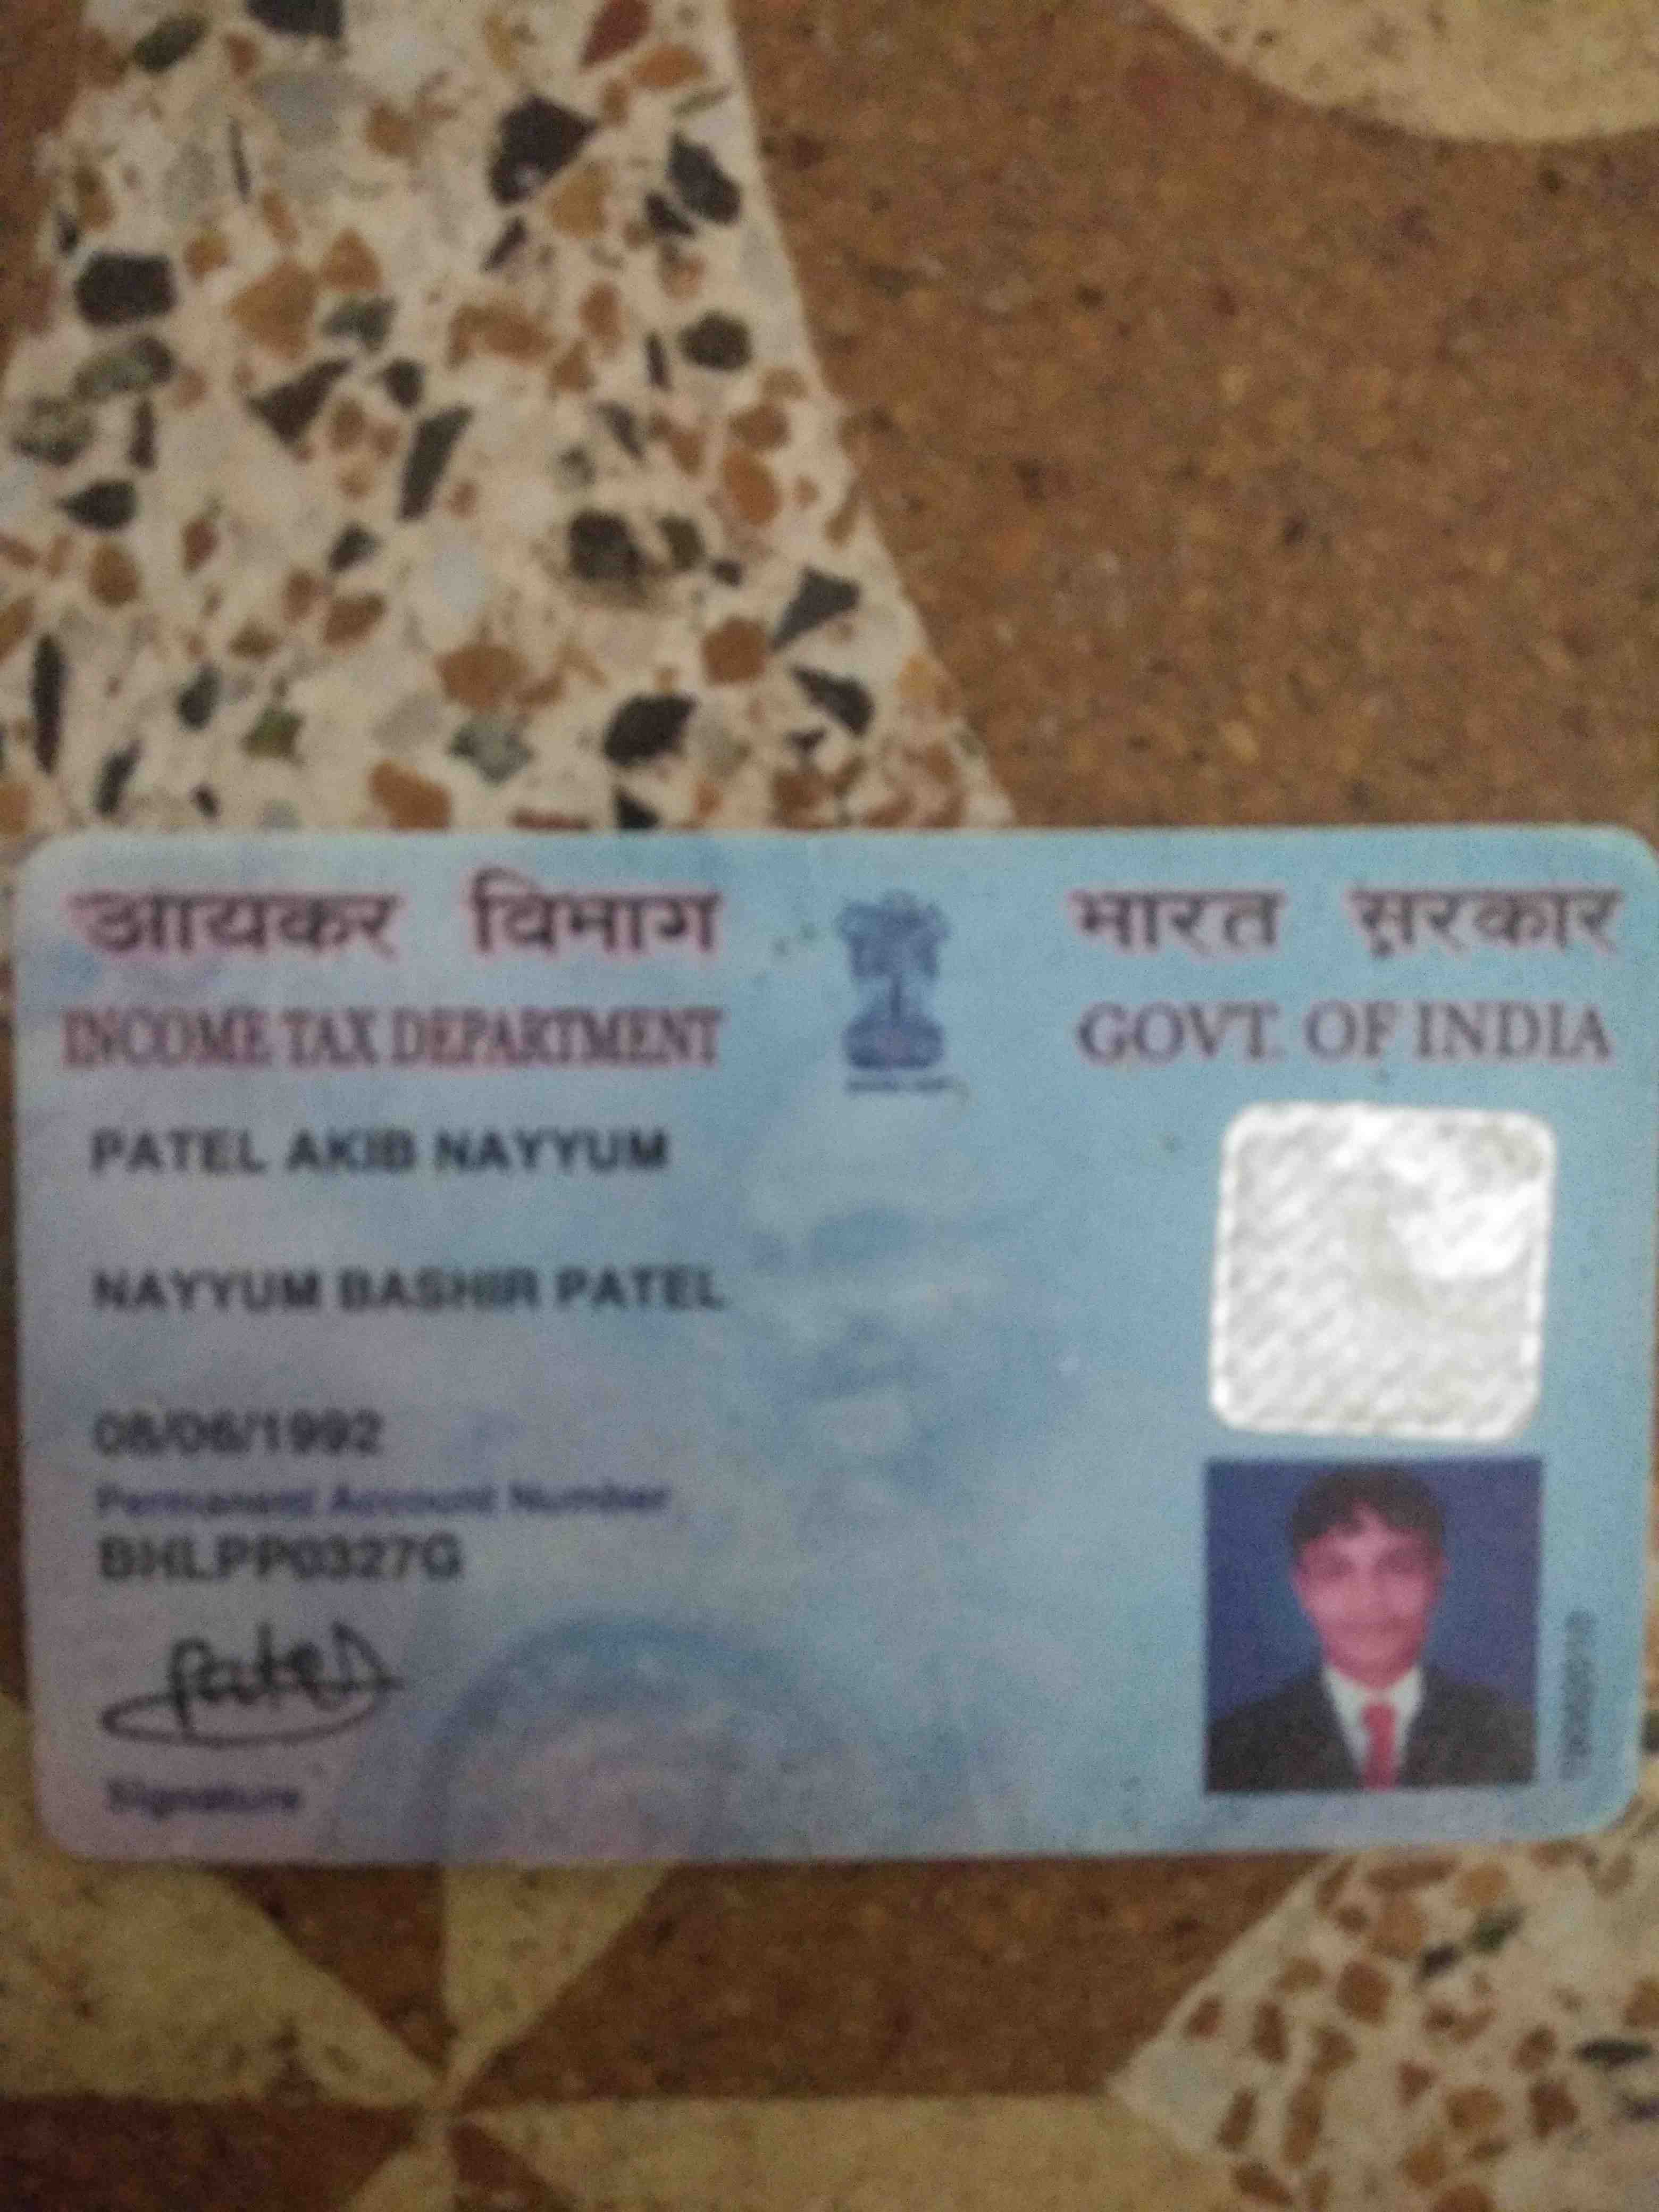 आयकर विभाग
भारत सरकार
INCOME TAX DEPARTMENT
GOVT. OF INDIA
PATEL AKIB NAYYUM
NAYYUM BASHIR PATEL
08/06/1992
Permanent Account Number
BHLPP0327G
Patel
Signature